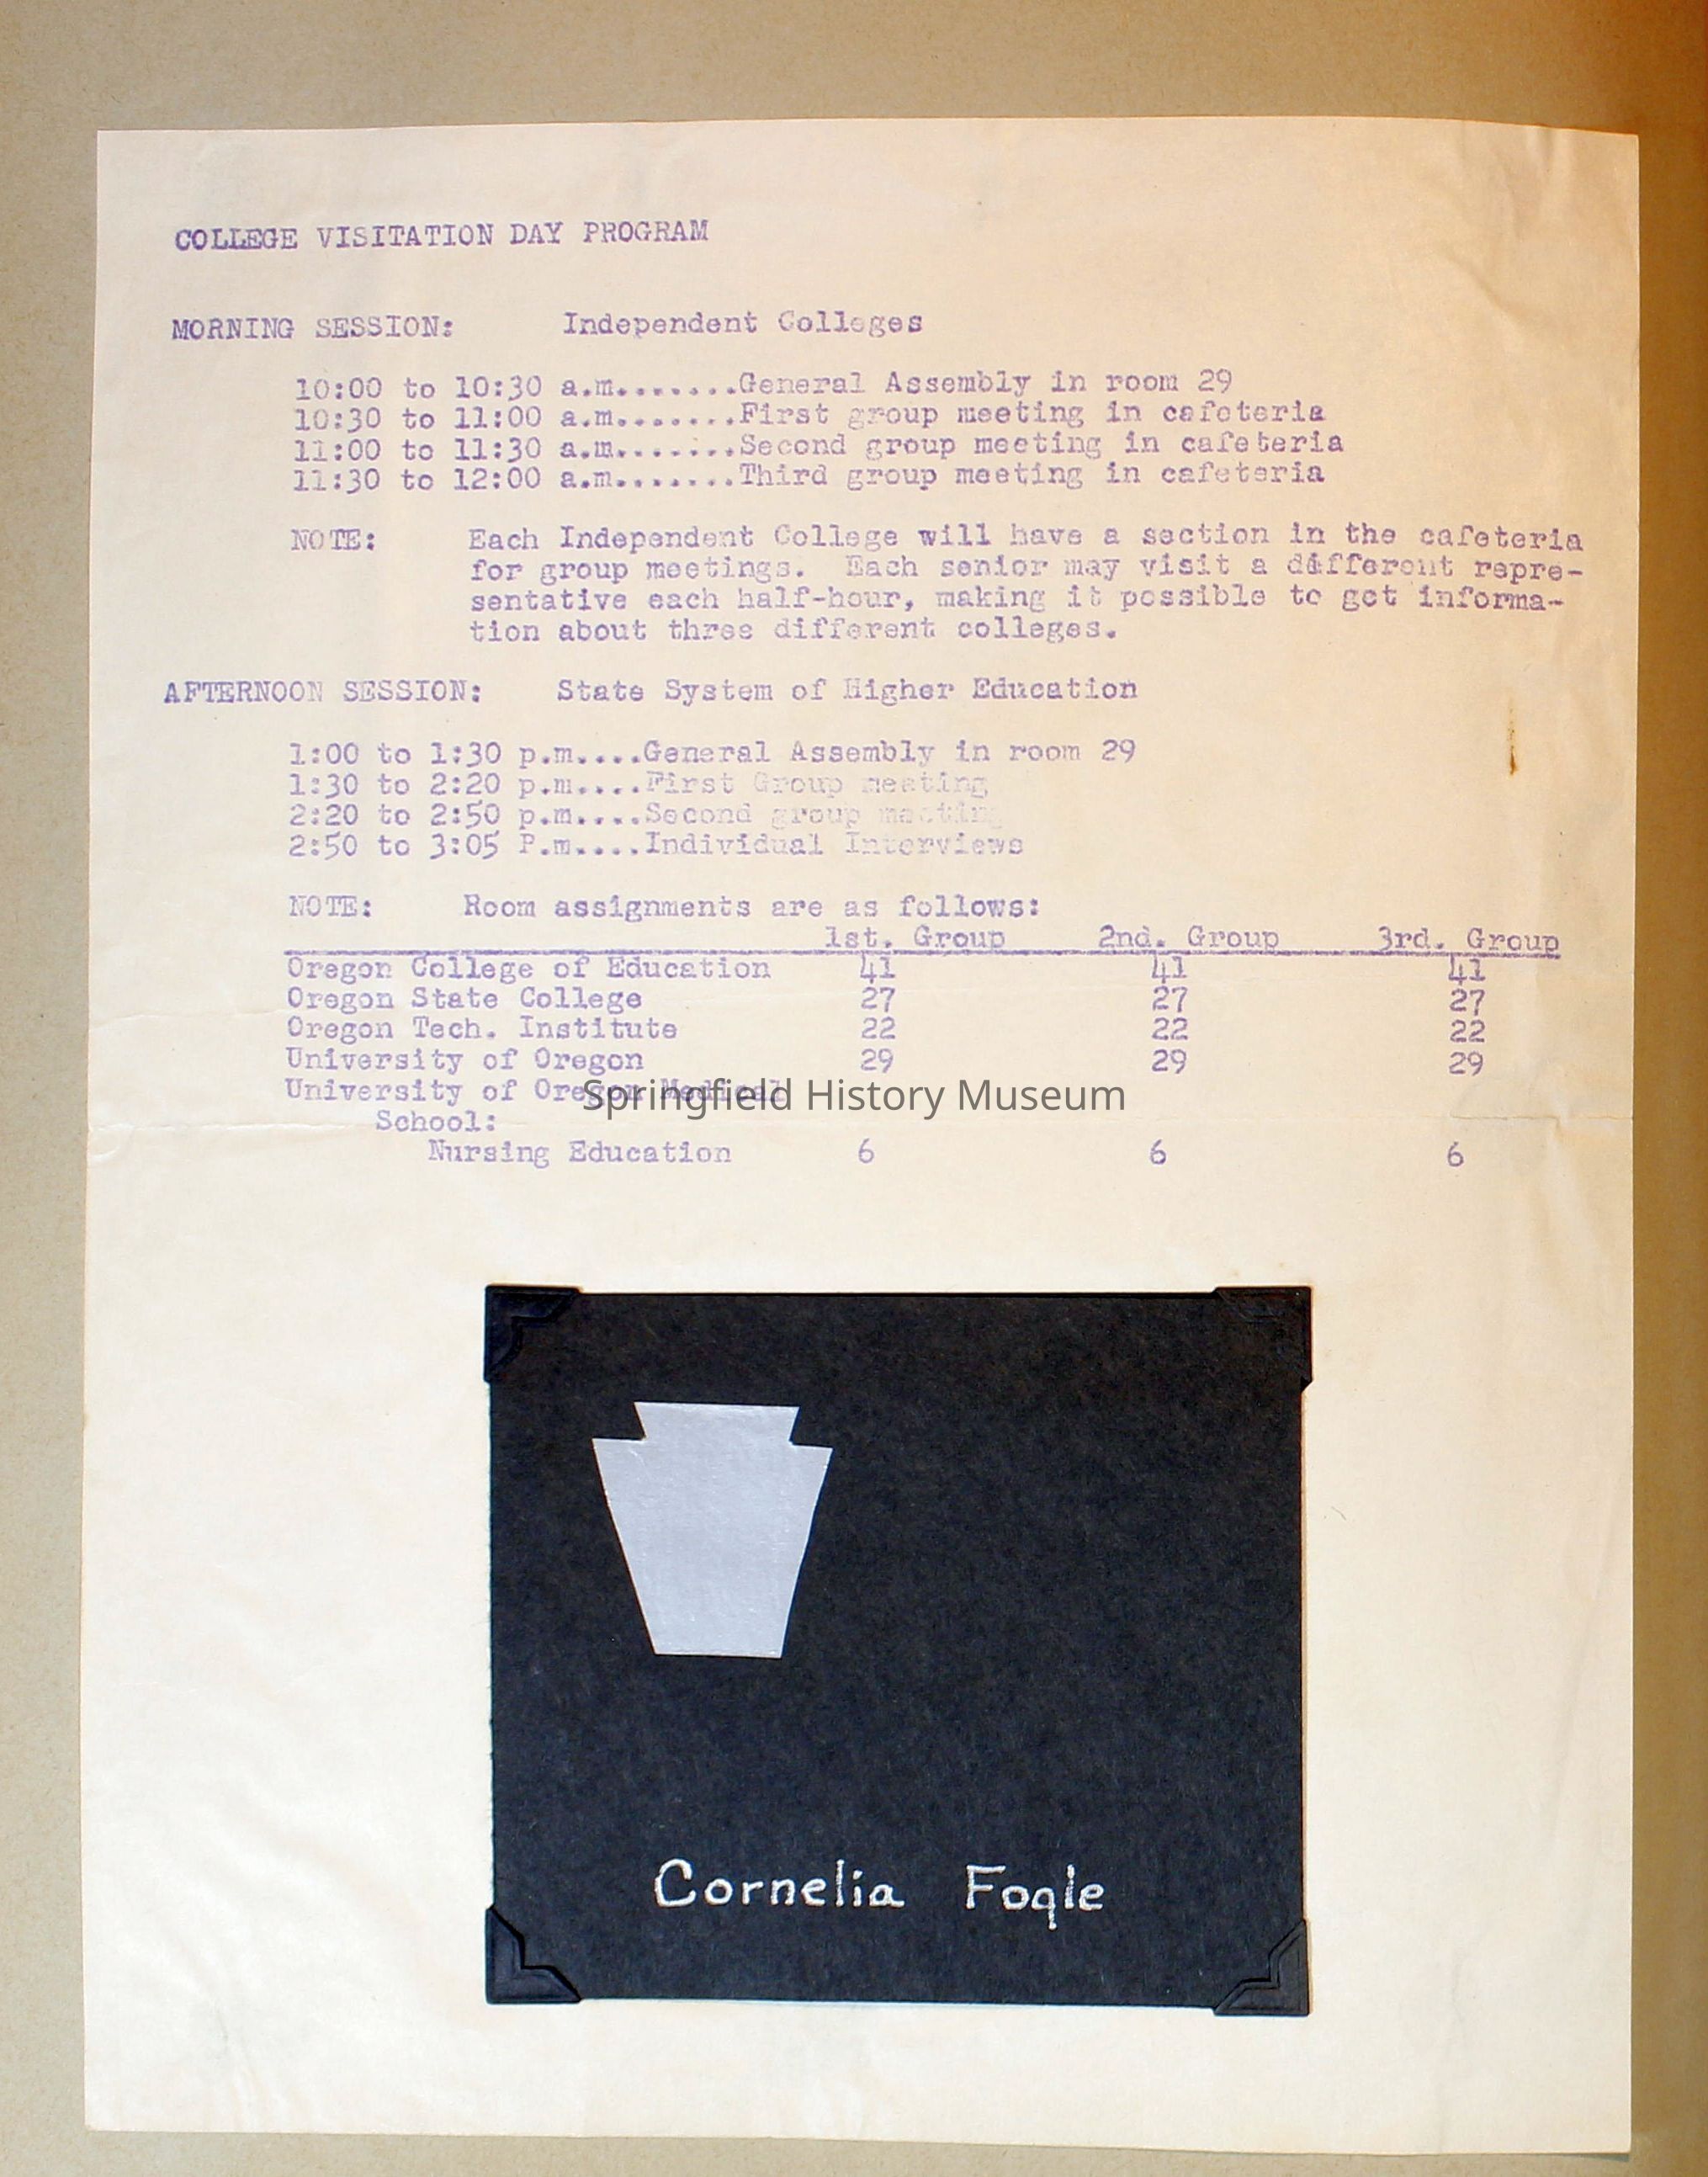 COLLEGE VISITATION DAY PROGRAM
MORNING SESSION: Independent Colleges
10:00 to 10:30 a.m.......General Assembly in room 29
10:30 to 11:00 a.m.......First group meeting in cafeteria
11:00 to 11:30 a.m.......Second group meeting in cafeteria
11:30 to 12:00 a.m.......Third group meeting in cafeteria
NOTE: Each Independent College will have a section in the cafeteria
for group meetings. Each senior may visit a different repre-
sentative each half-hour, making it possible to get informa-
tion about three different colleges.
AFTERNOON SESSION: State System of Higher Education
1:00 to 1:30 p.m....General Assembly in room 29
1:30 to 2:20 p.m....First Group meeting
2:20 to 2:50 p.m....Second group meeting
2:50 to 3:05 P.m....Individual Interviews
NOTE: Room assignments are as follows:
1st. Group 2nd. Group 3rd. Group
Oregon College of Education 41 41 41
Oregon State College 27 27 27
Oregon Tech. Institute 22 22 22
University of Oregon 29 29 29
University of Oregon Medical
Springfield History Museum
School:
Nursing Education 6 6 6
Cornelia Fogle